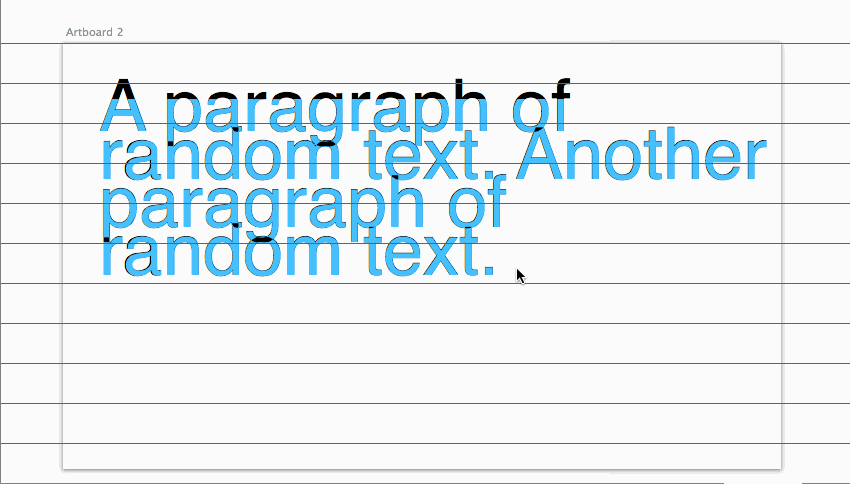 Artboard 2
A paragraph of
random text. Another
paragraph of
random text.